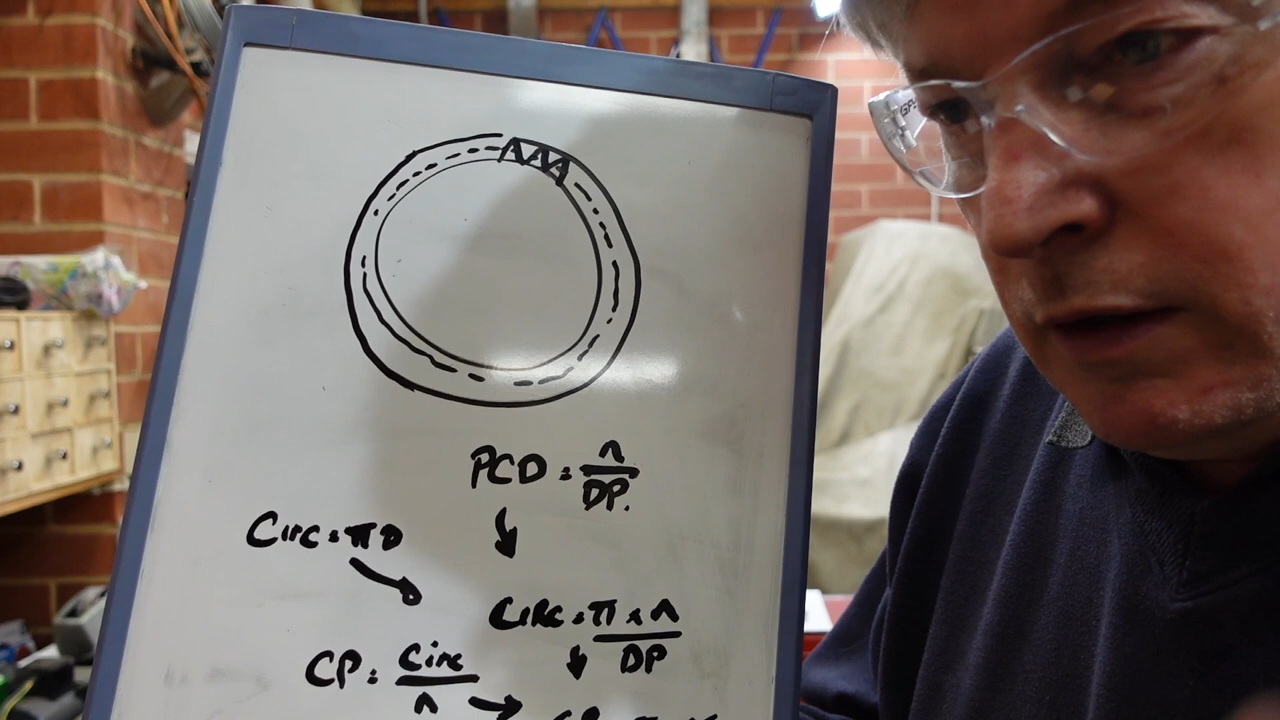 PCD = n/DP.
Circ = πD
Circ = π x n/DP
CP = Circ/n